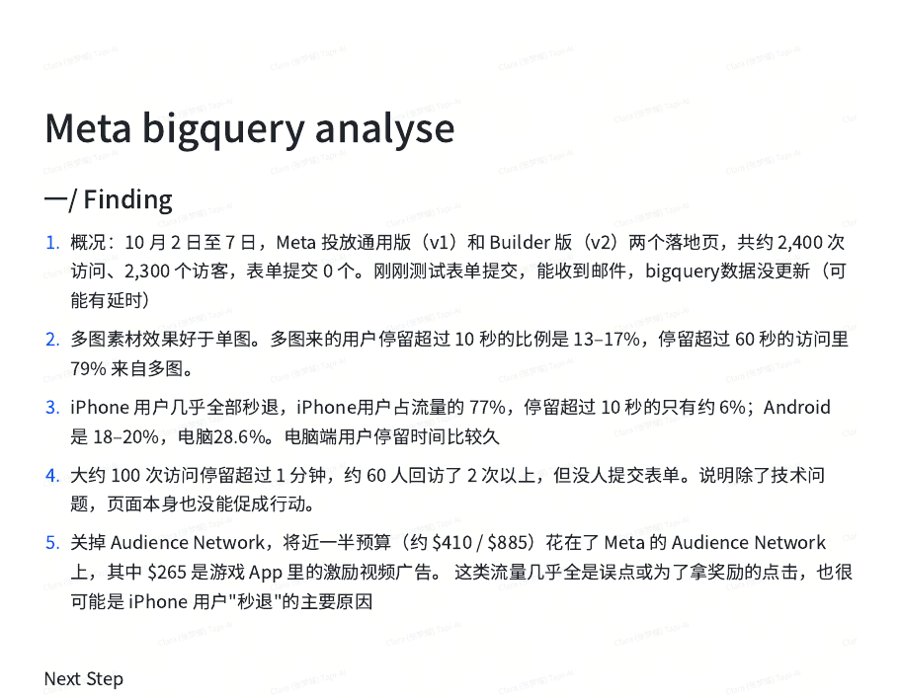 Meta bigquery analyse
一/ Finding
1. 概况：10 月 2 日至 7 日，Meta 投放通用版（v1）和 Builder 版（v2）两个落地页，共约 2,400 次
访问、2,300 个访客，表单提交 0 个。刚刚测试表单提交，能收到邮件，bigquery数据没更新（可
能有延时）
2. 多图素材效果好于单图。多图来的用户停留超过 10 秒的比例是 13–17%，停留超过 60 秒的访问里
79% 来自多图。
3. iPhone 用户几乎全部秒退，iPhone用户占流量的 77%，停留超过 10 秒的只有约 6%；Android
是 18–20%，电脑28.6%。电脑端用户停留时间比较久
4. 大约 100 次访问停留超过 1 分钟，约 60 人回访了 2 次以上，但没人提交表单。说明除了技术问
题，页面本身也没能促成行动。
5. 关掉 Audience Network，将近一半预算（约 $410 / $885）花在了 Meta 的 Audience Network
上，其中 $265 是游戏 App 里的激励视频广告。 这类流量几乎全是误点或为了拿奖励的点击，也很
可能是 iPhone 用户"秒退"的主要原因
Next Step